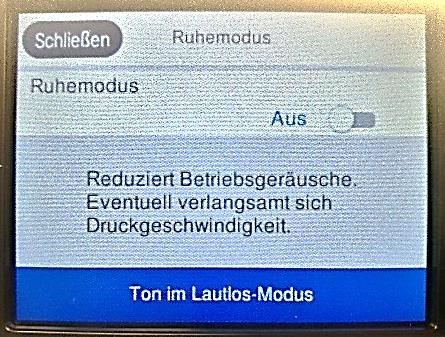 Schließen Ruhemodus
Ruhemodus
Aus
Reduziert Betriebsgeräusche.
Eventuell verlangsamt sich
Druckgeschwindigkeit.
Ton im Lautlos-Modus